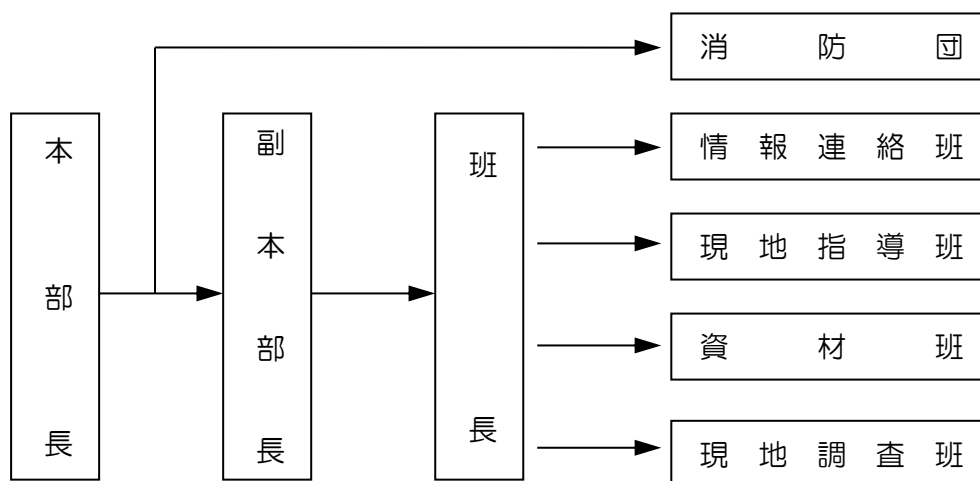 本部長
副本部長
班長
消防団
情報連絡班
現地指導班
資材班
現地調査班